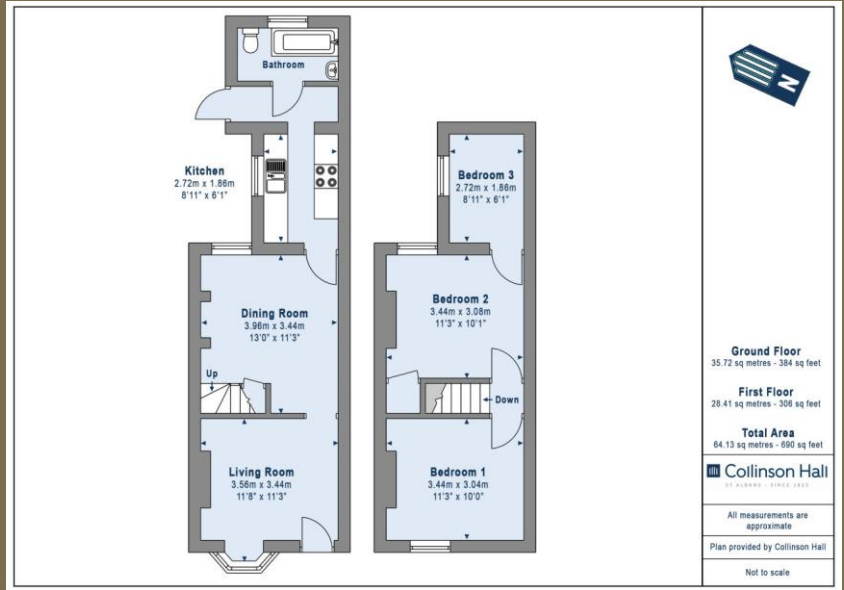 Bathroom
Kitchen
2.72m x 1.86m
8'11" x 6'1"
Dining Room
3.96m x 3.44m
13'0" x 11'3"
Up
Living Room
3.56m x 3.44m
11'8" x 11'3"
Bedroom 3
2.72m x 1.86m
8'11" x 6'1"
Bedroom 2
3.44m x 3.08m
11'3" x 10'1"
Down
Bedroom 1
3.44m x 3.04m
11'3" x 10'0"
N
Ground Floor
35.72 sq metres - 384 sq feet
First Floor
28.41 sq metres - 306 sq feet
Total Area
64.13 sq metres - 690 sq feet
Collinson Hall
ST ALBANS - SINCE 1825
All measurements are
approximate
Plan provided by Collinson Hall
Not to scale